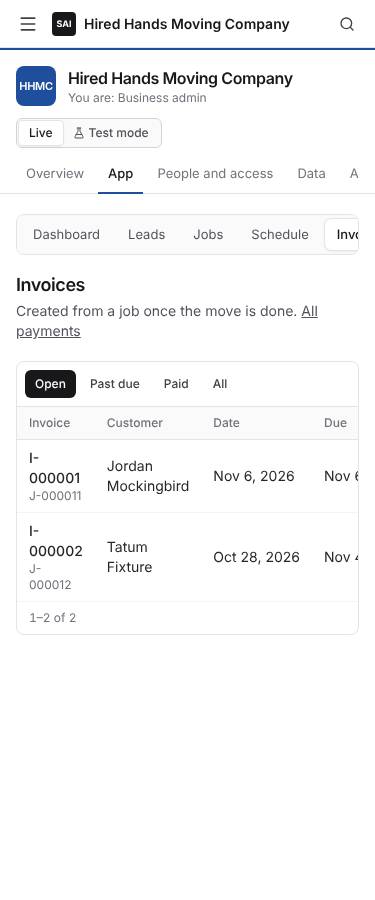 SAI Hired Hands Moving Company
HHMC
Hired Hands Moving Company
You are: Business admin
Live Test mode
Overview App People and access Data A
Dashboard Leads Jobs Schedule Invo
Invoices
Created from a job once the move is done. All
payments
Open Past due Paid All
Invoice Customer Date Due
I-
000001
J-000011
Jordan
Mockingbird
Nov 6, 2026
Nov 6
I-
000002
J-
000012
Tatum
Fixture
Oct 28, 2026
Nov 4
1–2 of 2